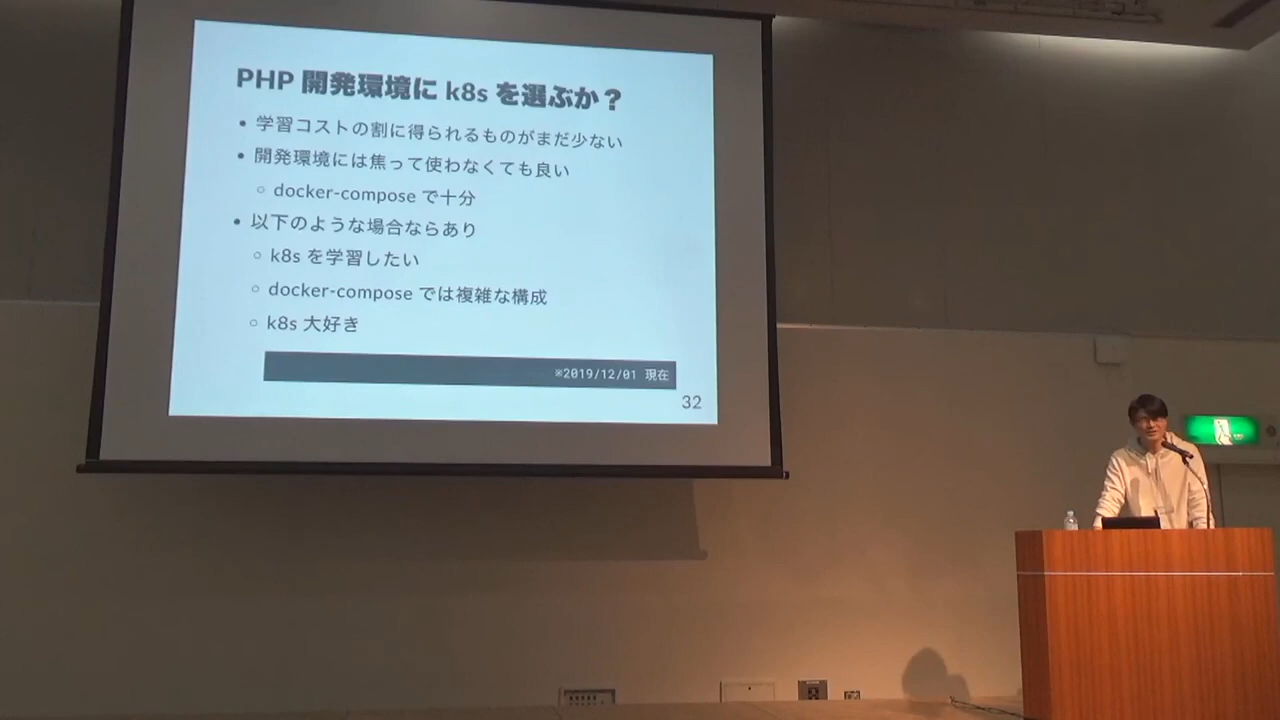 PHP 開発環境に k8s を選ぶか？
• 学習コストの割に得られるものがまだ少ない
• 開発環境には焦って使わなくても良い
○ docker-compose で十分
• 以下のような場合ならあり
○ k8s を学習したい
○ docker-compose では複雑な構成
○ k8s 大好き
※2019/12/01 現在
32